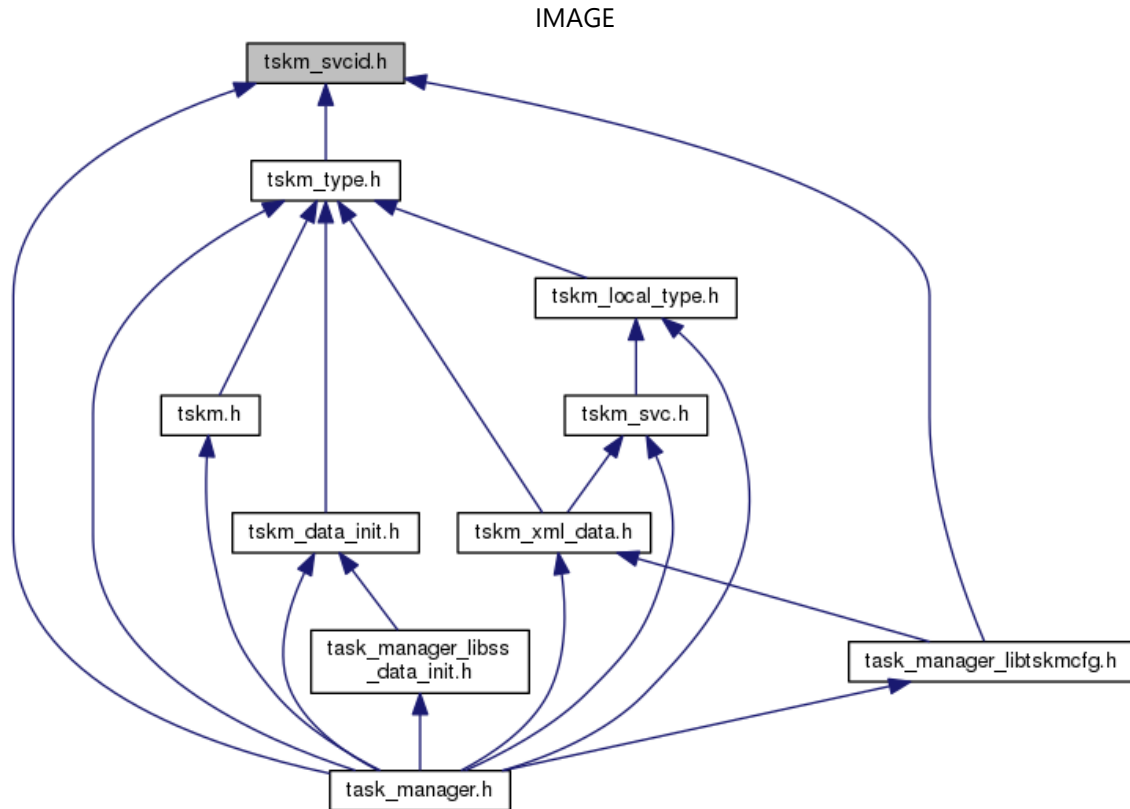 IMAGE
tskm_svcid.h
tskm_type.h
tskm_local_type.h
tskm.h
tskm_svc.h
tskm_data_init.h
tskm_xml_data.h
task_manager_libss
_data_init.h
task_manager_libtskmcfg.h
task_manager.h